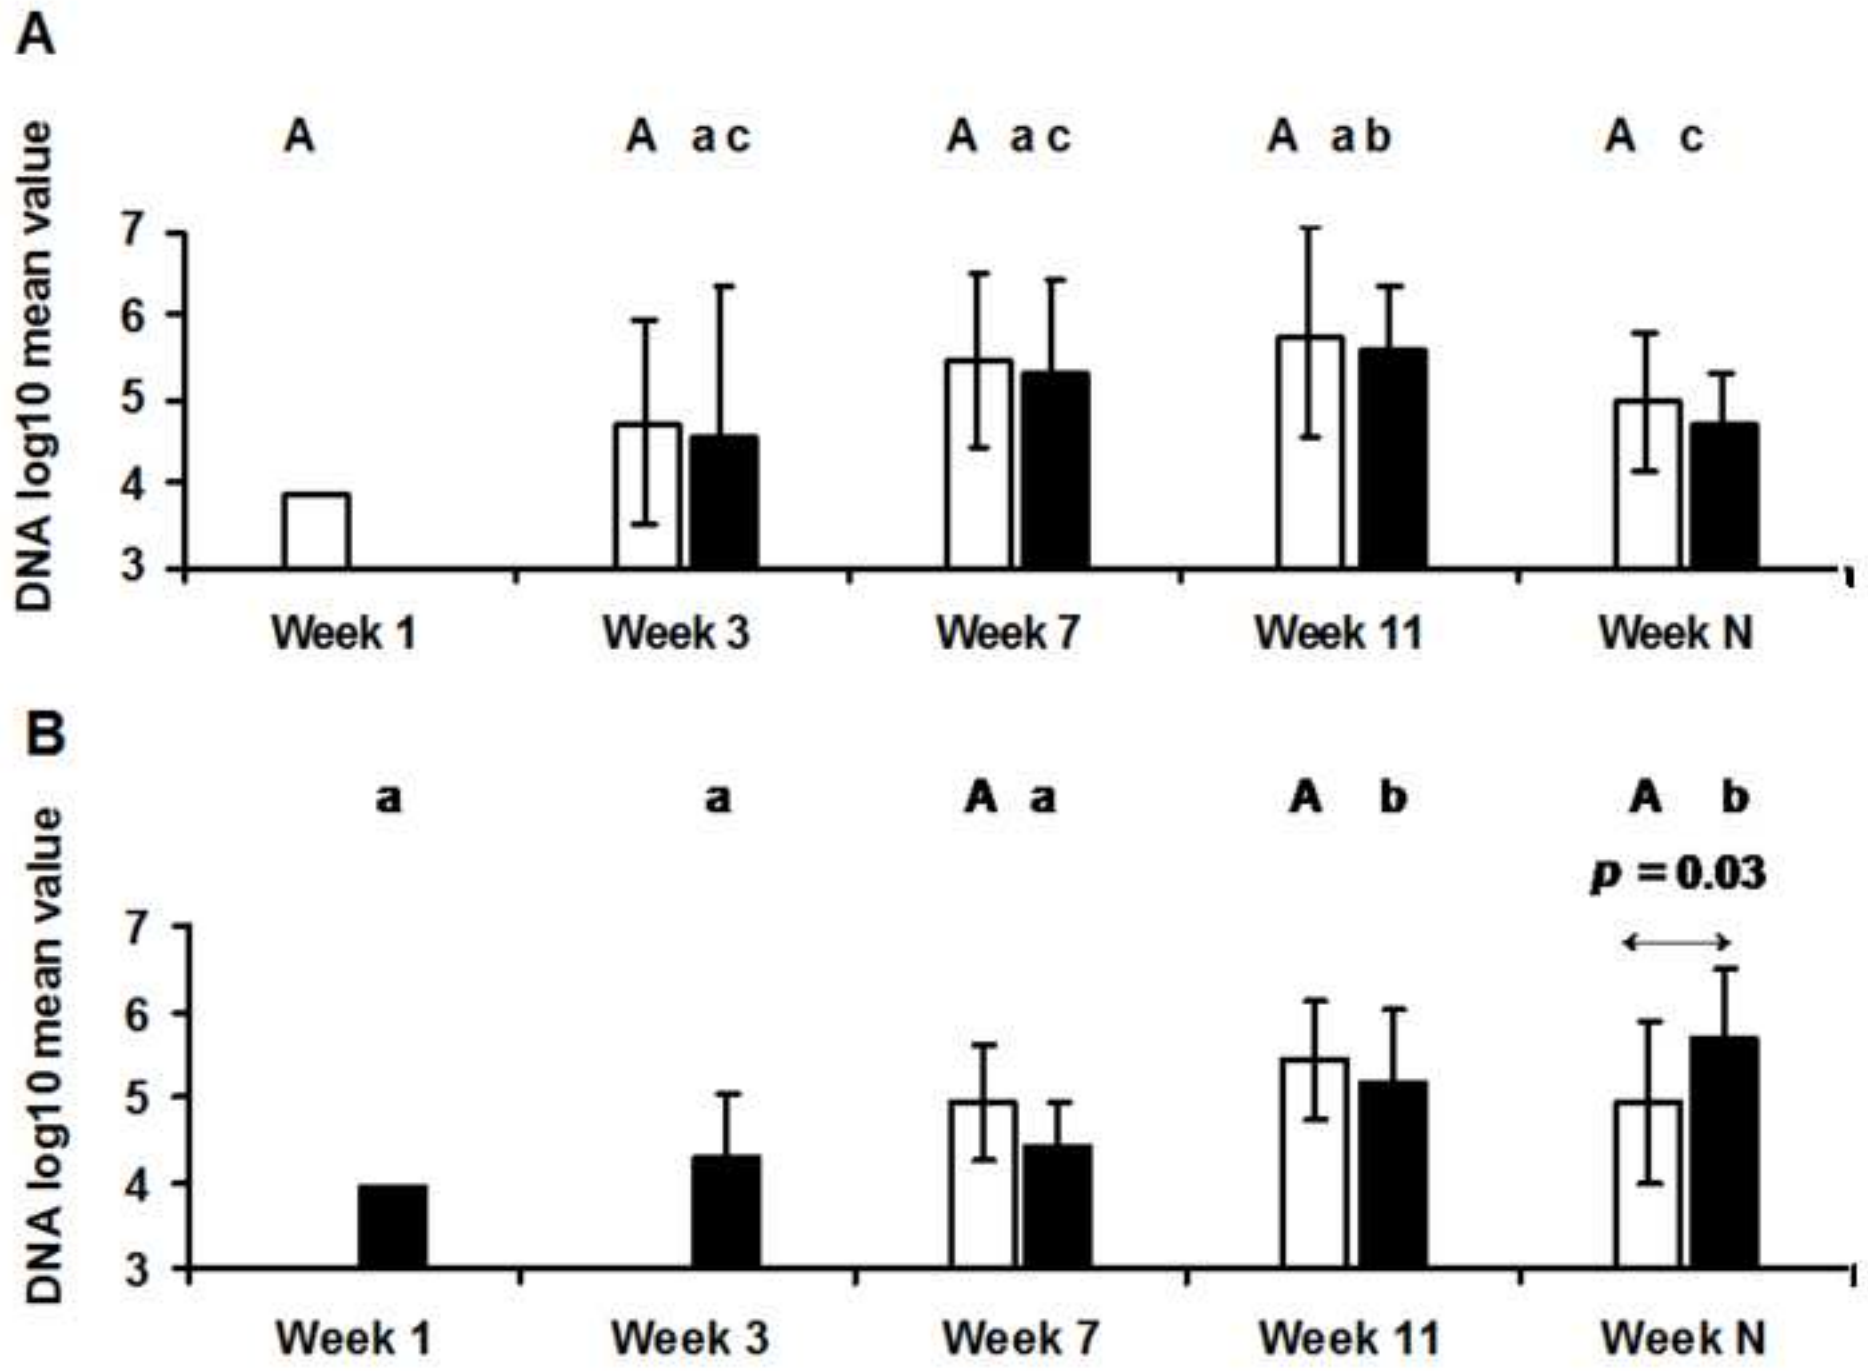 A
A A a c A a c A a b A c
DNA log10 mean value
7
6
5
4
3
Week 1 Week 3 Week 7 Week 11 Week N
B
a a A a A b A b
p = 0.03
DNA log10 mean value
7
6
5
4
3
Week 1 Week 3 Week 7 Week 11 Week N